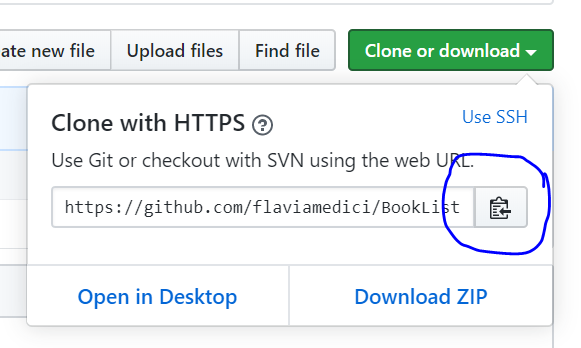 ate new file Upload files Find file Clone or download
Clone with HTTPS ?
Use SSH
Use Git or checkout with SVN using the web URL.
https://github.com/flaviamedici/BookList
Open in Desktop Download ZIP